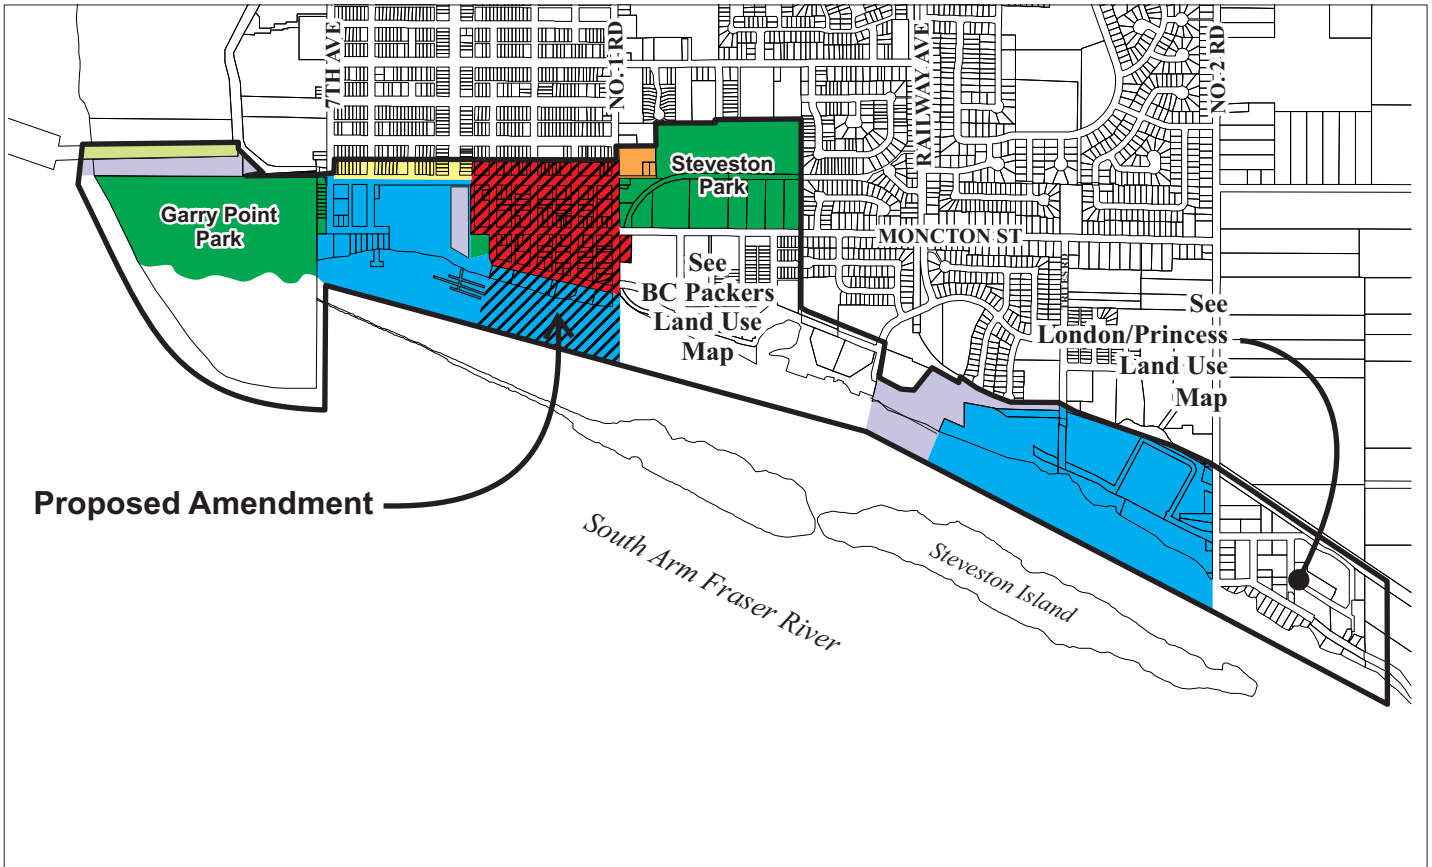 7TH AVE
NO. 1 RD
RAILWAY AVE
NO.2 RD
Steveston
Park
Garry Point
Park
MONCTON ST
See
BC Packers
Land Use
Map
See
London/Princess
Land Use
Map
Proposed Amendment
South Arm Fraser River
Steveston Island